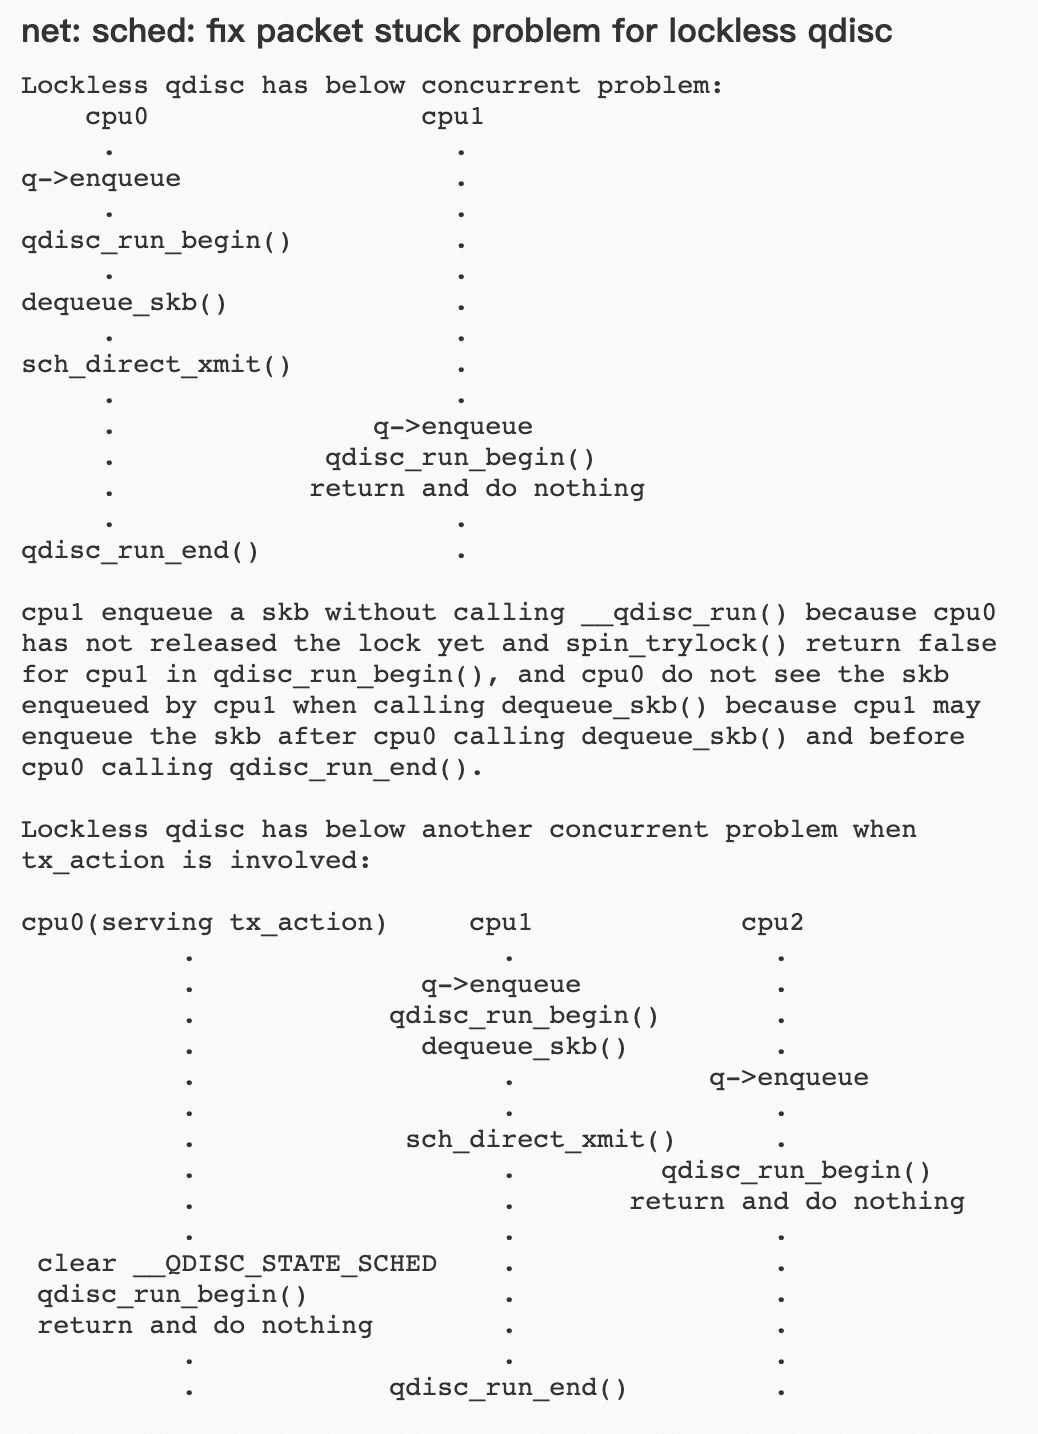 net: sched: fix packet stuck problem for lockless qdisc
Lockless qdisc has below concurrent problem:
    cpu0                 cpu1
     .                     .
q->enqueue                 .
     .                     .
qdisc_run_begin()          .
     .                     .
dequeue_skb()              .
     .                     .
sch_direct_xmit()          .
     .                     .
     .                q->enqueue
     .             qdisc_run_begin()
     .            return and do nothing
     .                     .
qdisc_run_end()            .

cpu1 enqueue a skb without calling __qdisc_run() because cpu0
has not released the lock yet and spin_trylock() return false
for cpu1 in qdisc_run_begin(), and cpu0 do not see the skb
enqueued by cpu1 when calling dequeue_skb() because cpu1 may
enqueue the skb after cpu0 calling dequeue_skb() and before
cpu0 calling qdisc_run_end().

Lockless qdisc has below another concurrent problem when
tx_action is involved:

cpu0(serving tx_action)     cpu1             cpu2
          .                   .                .
          .              q->enqueue            .
          .            qdisc_run_begin()       .
          .              dequeue_skb()         .
          .                   .            q->enqueue
          .                   .                .
          .             sch_direct_xmit()      .
          .                   .         qdisc_run_begin()
          .                   .       return and do nothing
          .                   .                .
 clear __QDISC_STATE_SCHED    .                .
 qdisc_run_begin()            .                .
 return and do nothing        .                .
          .                   .                .
          .            qdisc_run_end()         .